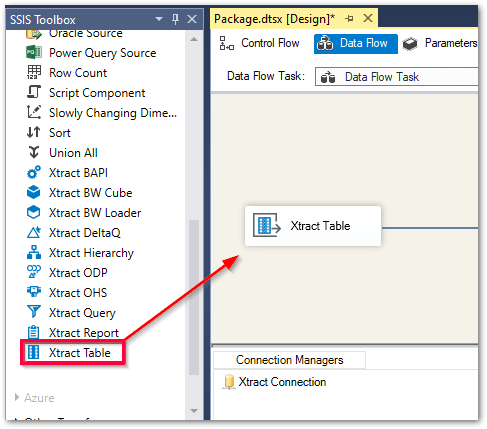 SSIS Toolbox
Oracle Source
Power Query Source
Row Count
Script Component
Slowly Changing Dime...
Sort
Union All
Xtract BAPI
Xtract BW Cube
Xtract BW Loader
Xtract DeltaQ
Xtract Hierarchy
Xtract ODP
Xtract OHS
Xtract Query
Xtract Report
Xtract Table
Azure
Package.dtsx [Design]*
Control Flow
Data Flow
Parameters
Data Flow Task:
Data Flow Task
Xtract Table
Connection Managers
Xtract Connection